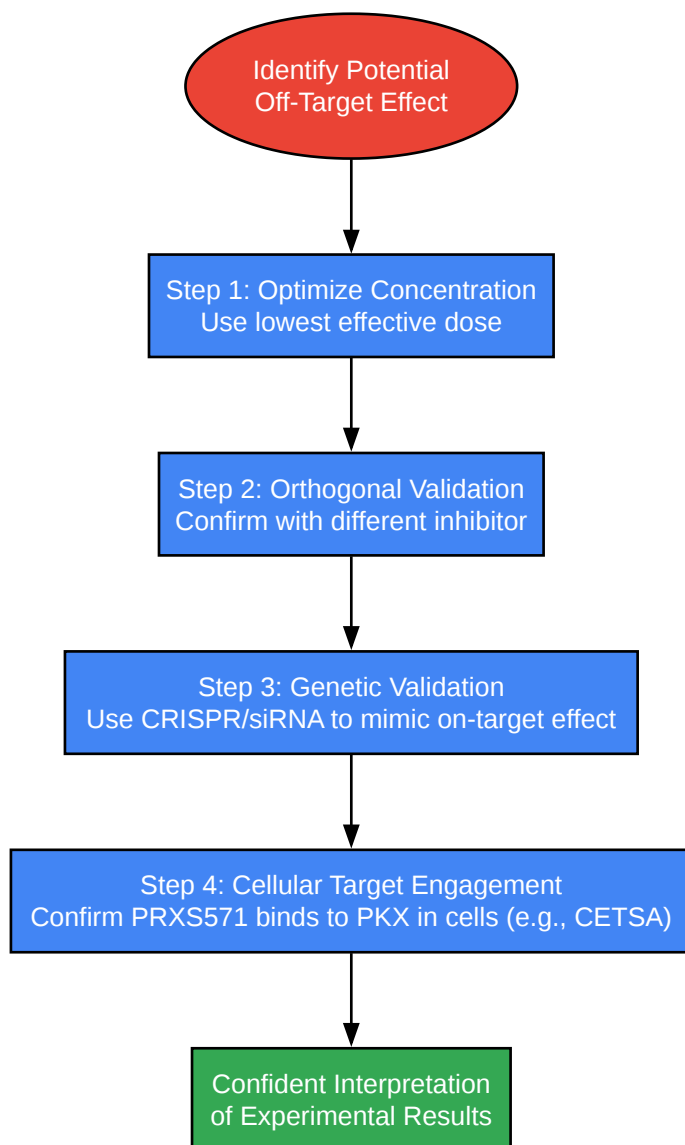 Identify Potential
Off-Target Effect
Step 1: Optimize Concentration
Use lowest effective dose
Step 2: Orthogonal Validation
Confirm with different inhibitor
Step 3: Genetic Validation
Use CRISPR/siRNA to mimic on-target effect
Step 4: Cellular Target Engagement
Confirm PRXS571 binds to PKX in cells (e.g., CETSA)
Confident Interpretation
of Experimental Results